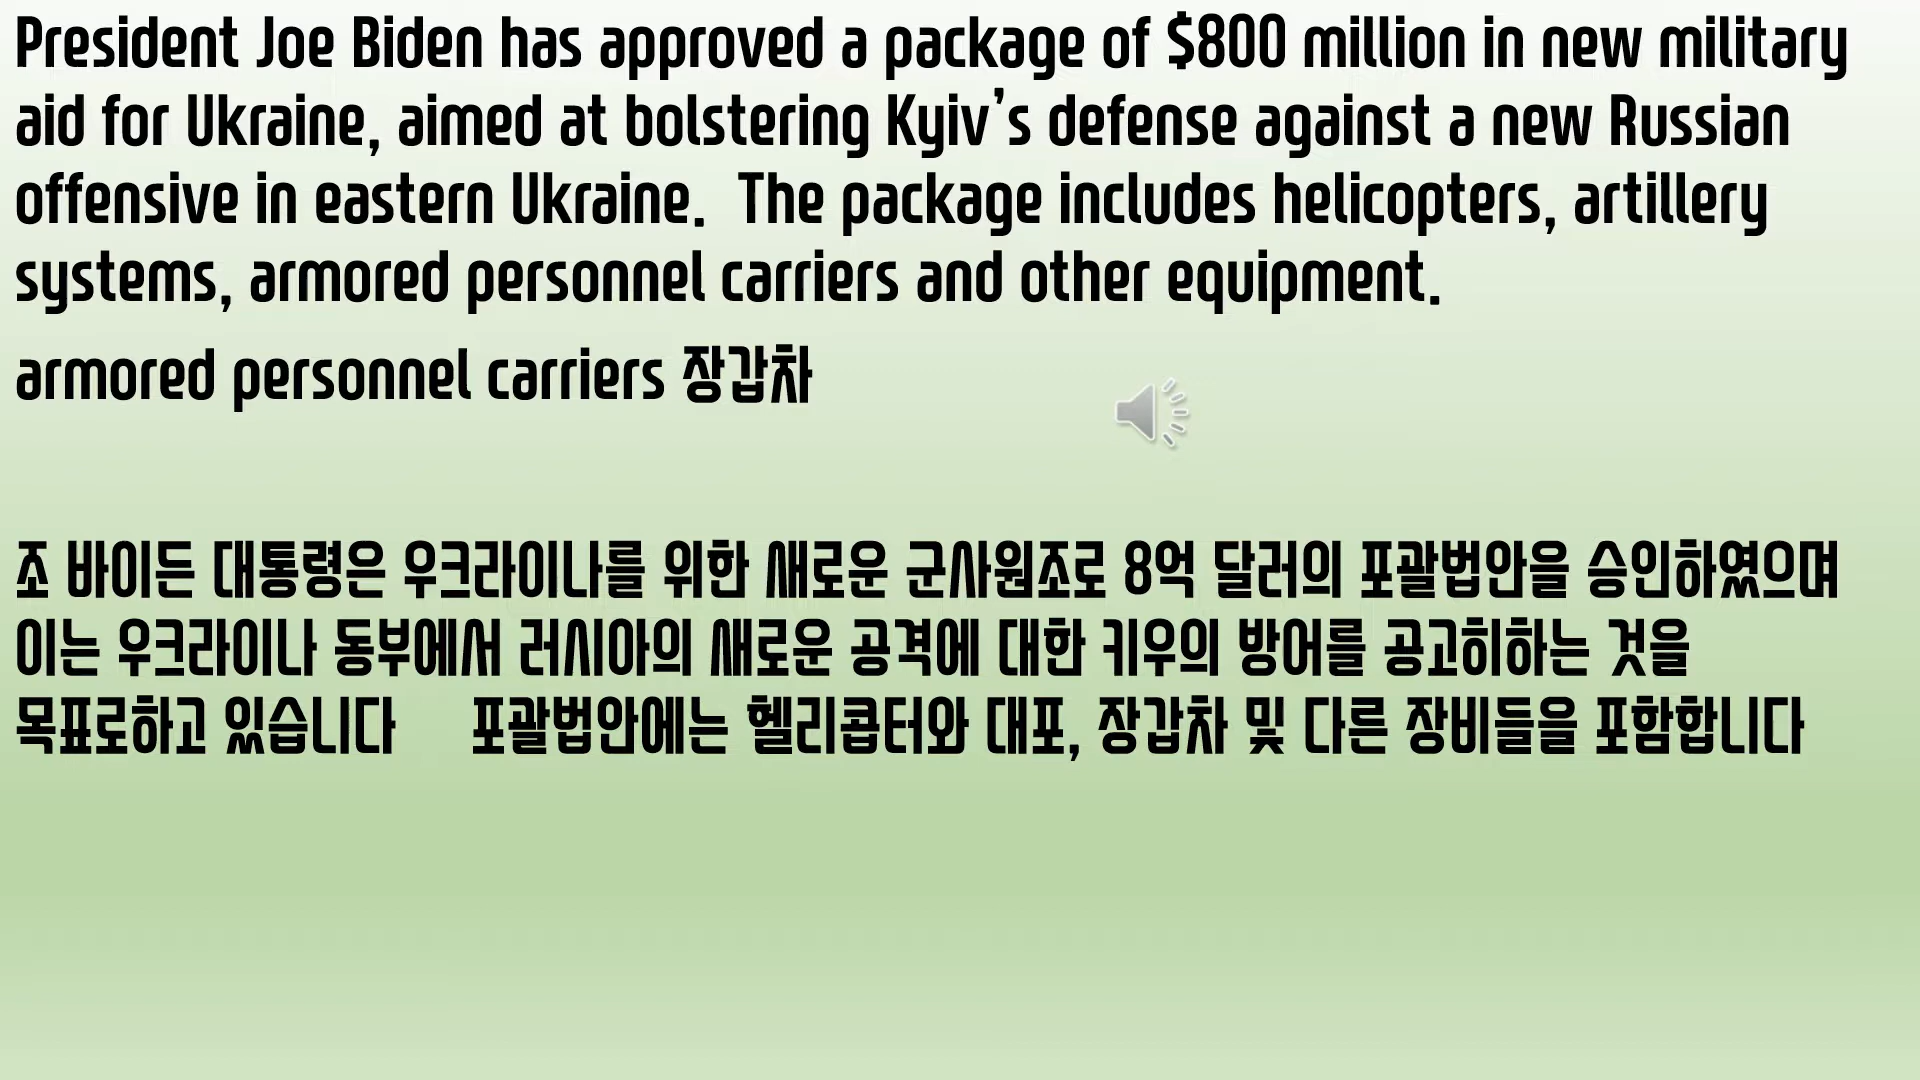 President Joe Biden has approved a package of $800 million in new military
aid for Ukraine, aimed at bolstering Kyiv's defense against a new Russian
offensive in eastern Ukraine.  The package includes helicopters, artillery
systems, armored personnel carriers and other equipment.
armored personnel carriers 장갑차
조 바이든 대통령은 우크라이나를 위한 새로운 군사원조로 8억 달러의 포괄법안을 승인하였으며
이는 우크라이나 동부에서 러시아의 새로운 공격에 대한 키우의 방어를 공고히하는 것을
목표로하고 있습니다   포괄법안에는 헬리콥터와 대포, 장갑차 및 다른 장비들을 포함합니다